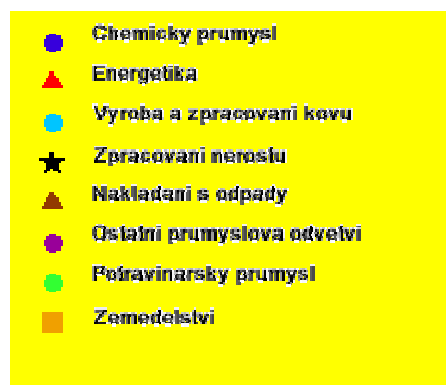 Chemicky prumysl
Energetika
Vyroba a zpracovani kovu
Zpracovani nerostu
Nakladani s odpady
Ostatni prumyslova odvetvi
Potravinarsky prumysl
Zemedelstvi